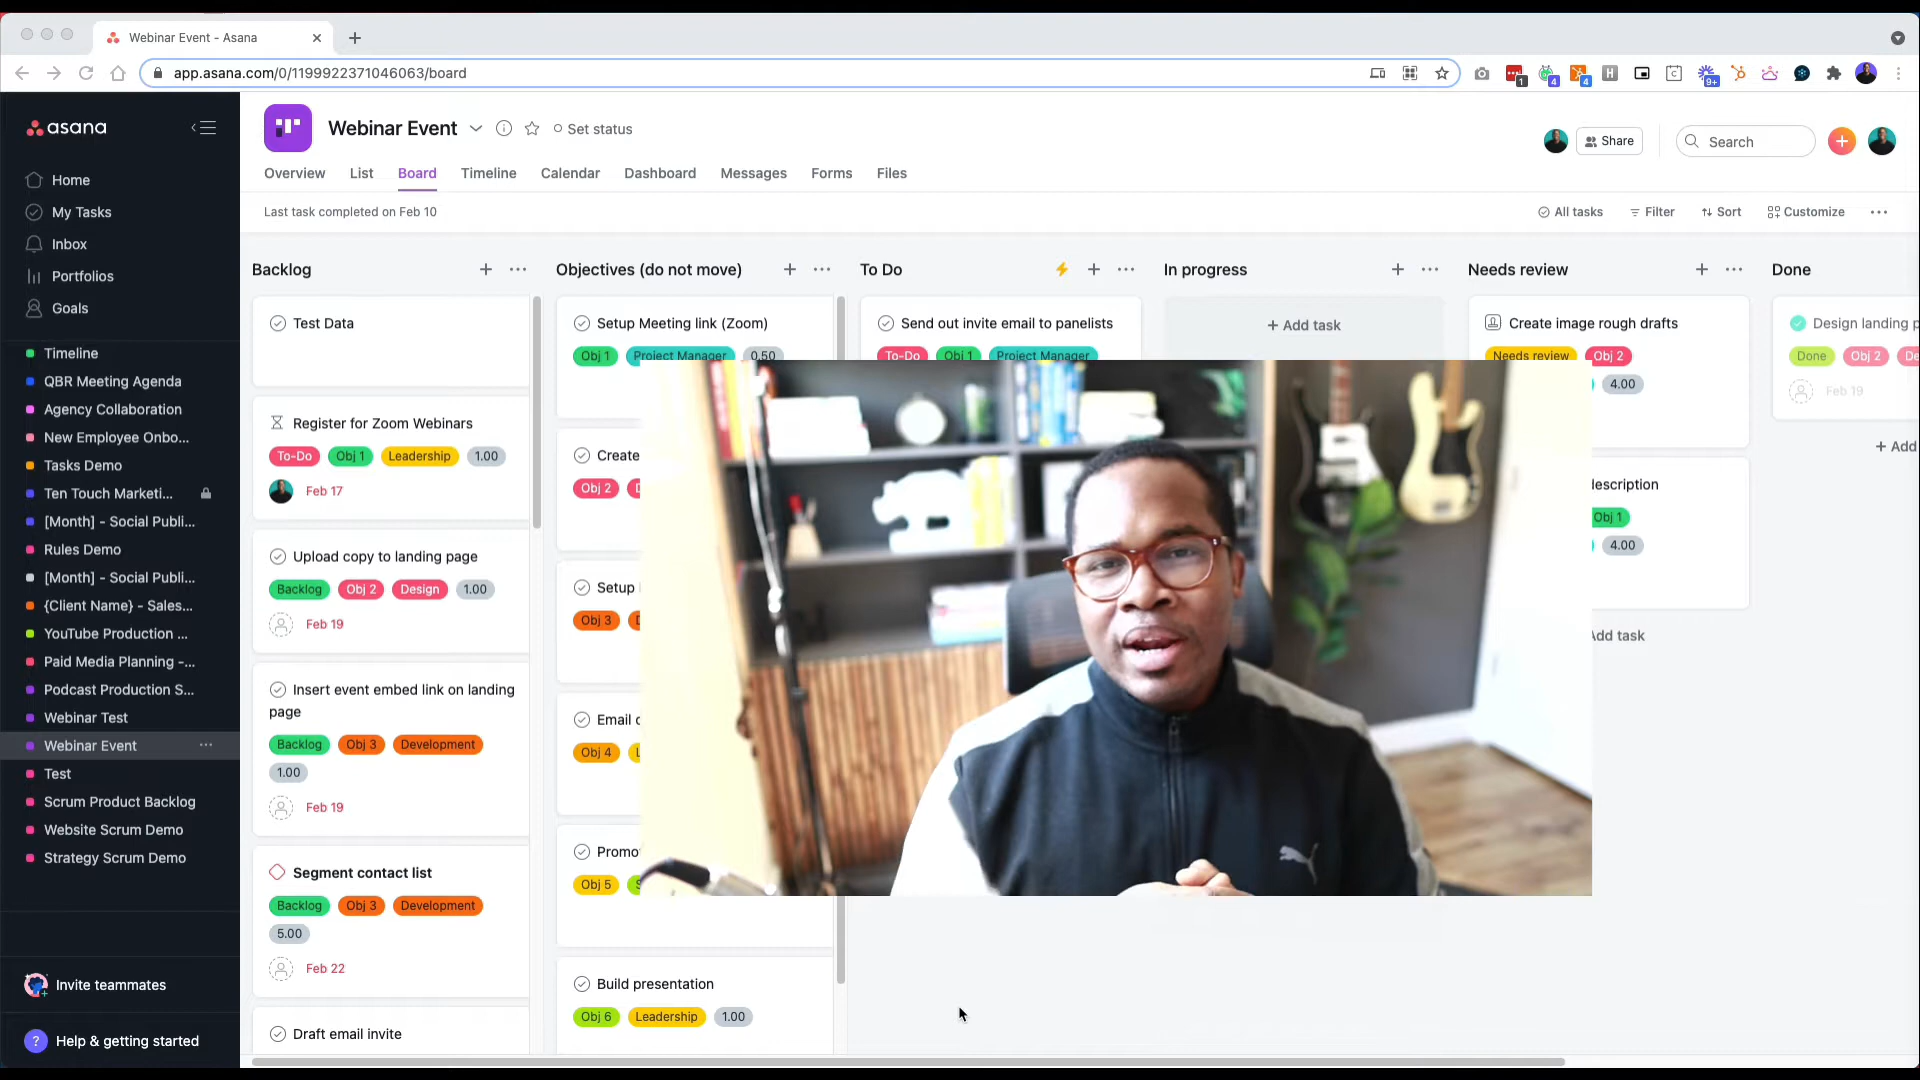 Webinar Event - Asana
app.asana.com/0/1199922371046063/board
1
4
4
9+
asana
Home
My Tasks
Inbox
Portfolios
Goals
Timeline
QBR Meeting Agenda
Agency Collaboration
New Employee Onbo...
Tasks Demo
Ten Touch Marketi...
[Month] - Social Publi...
Rules Demo
[Month] - Social Publi...
{Client Name} - Sales...
YouTube Production ...
Paid Media Planning -...
Podcast Production S...
Webinar Test
Webinar Event
Test
Scrum Product Backlog
Website Scrum Demo
Strategy Scrum Demo
Invite teammates
? Help & getting started
Webinar Event
Set status
Share
Search
Overview List Board Timeline Calendar Dashboard Messages Forms Files
Last task completed on Feb 10
All tasks Filter Sort Customize
Backlog
Test Data
Register for Zoom Webinars
To-Do Obj 1 Leadership 1.00
Feb 17
Upload copy to landing page
Backlog Obj 2 Design 1.00
Feb 19
Insert event embed link on landing
page
Backlog Obj 3 Development
1.00
Feb 19
Segment contact list
Backlog Obj 3 Development
5.00
Feb 22
Draft email invite
Objectives (do not move)
Setup Meeting link (Zoom)
Obj 1 Project Manager 0.50
Create
Obj 2
Setup
Obj 3
Email
Obj 4
Promo
Obj 5
Build presentation
Obj 6 Leadership 1.00
To Do
Send out invite email to panelists
To-Do Obj 1 Project Manager
In progress
+ Add task
Needs review
Create image rough drafts
Needs review Obj 2
4.00
description
Obj 1
4.00
Add task
Done
Design landing p
Done Obj 2 De
Feb 19
+ Add